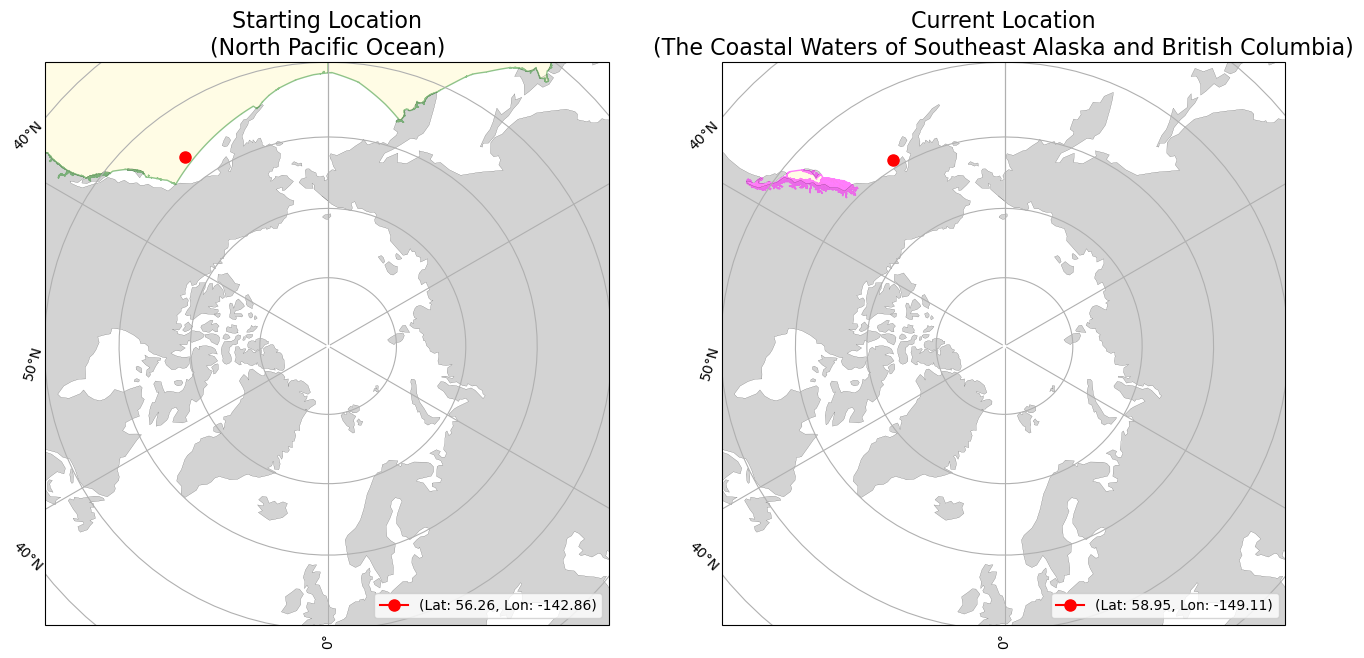 Starting Location
(North Pacific Ocean)
40°N
50°N
40°N
0°
(Lat: 56.26, Lon: -142.86)
Current Location
(The Coastal Waters of Southeast Alaska and British Columbia)
40°N
50°N
40°N
0°
(Lat: 58.95, Lon: -149.11)